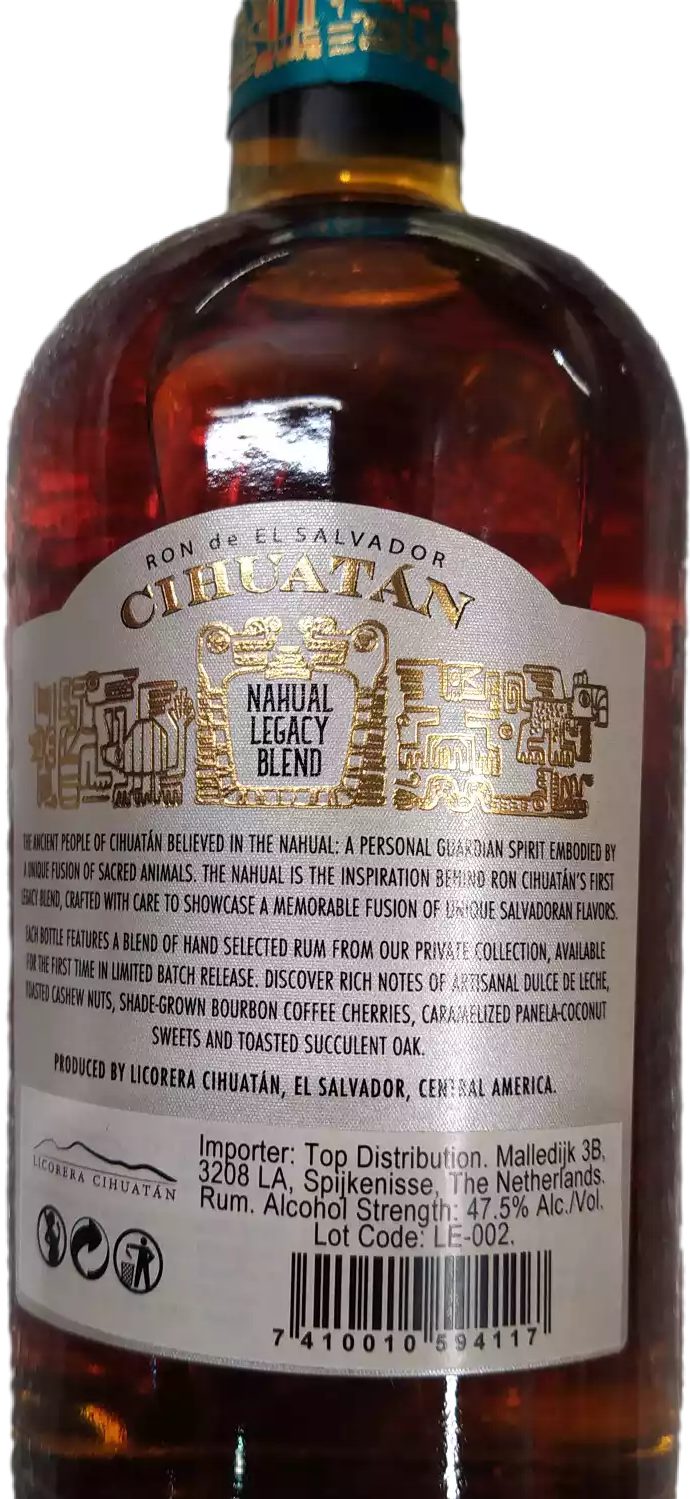 RON de EL SALVADOR
CIHUATÁN
NAHUAL
LEGACY
BLEND
THE ANCIENT PEOPLE OF CIHUATÁN BELIEVED IN THE NAHUAL: A PERSONAL GUARDIAN SPIRIT EMBODIED BY
A UNIQUE FUSION OF SACRED ANIMALS. THE NAHUAL IS THE INSPIRATION BEHIND RON CIHUATÁN'S FIRST
LEGACY BLEND, CRAFTED WITH CARE TO SHOWCASE A MEMORABLE FUSION OF UNIQUE SALVADORAN FLAVORS.
EACH BOTTLE FEATURES A BLEND OF HAND SELECTED RUM FROM OUR PRIVATE COLLECTION, AVAILABLE
FOR THE FIRST TIME IN LIMITED BATCH RELEASE. DISCOVER RICH NOTES OF ARTISANAL DULCE DE LECHE,
TOASTED CASHEW NUTS, SHADE-GROWN BOURBON COFFEE CHERRIES, CARAMELIZED PANELA-COCONUT
SWEETS AND TOASTED SUCCULENT OAK.
PRODUCED BY LICORERA CIHUATÁN, EL SALVADOR, CENTRAL AMERICA.
LICORERA CIHUATÁN
Importer: Top Distribution. Malledijk 3B,
3208 LA, Spijkenisse, The Netherlands.
Rum. Alcohol Strength: 47.5% Alc./Vol.
Lot Code: LE-002.
7 410010 594117